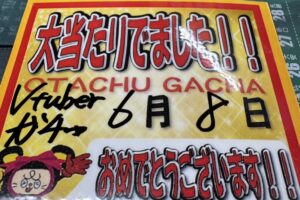 大当たりでました!!
OTACHU GACHA
Vtuber
ガチャ
6月8日
おめでとうございます!!